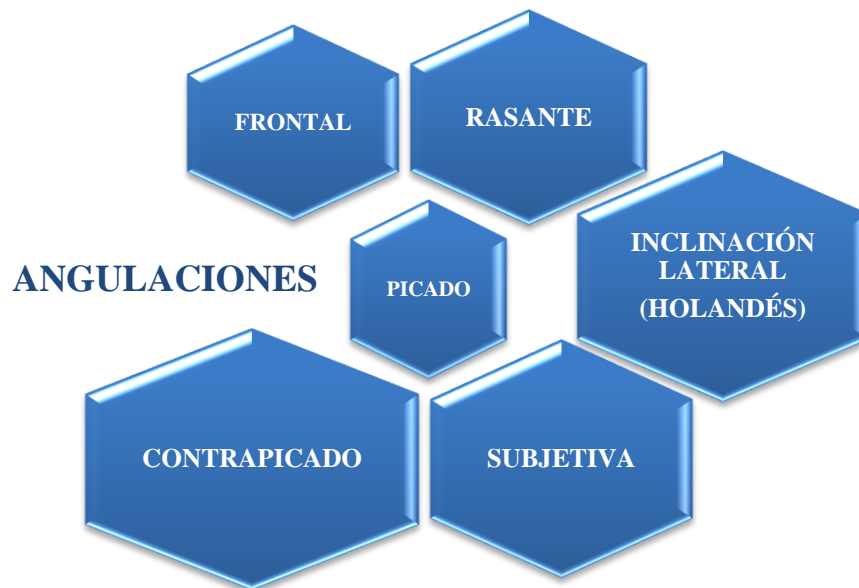 FRONTAL
RASANTE
INCLINACIÓN
LATERAL
(HOLANDÉS)
ANGULACIONES
PICADO
CONTRAPICADO
SUBJETIVA